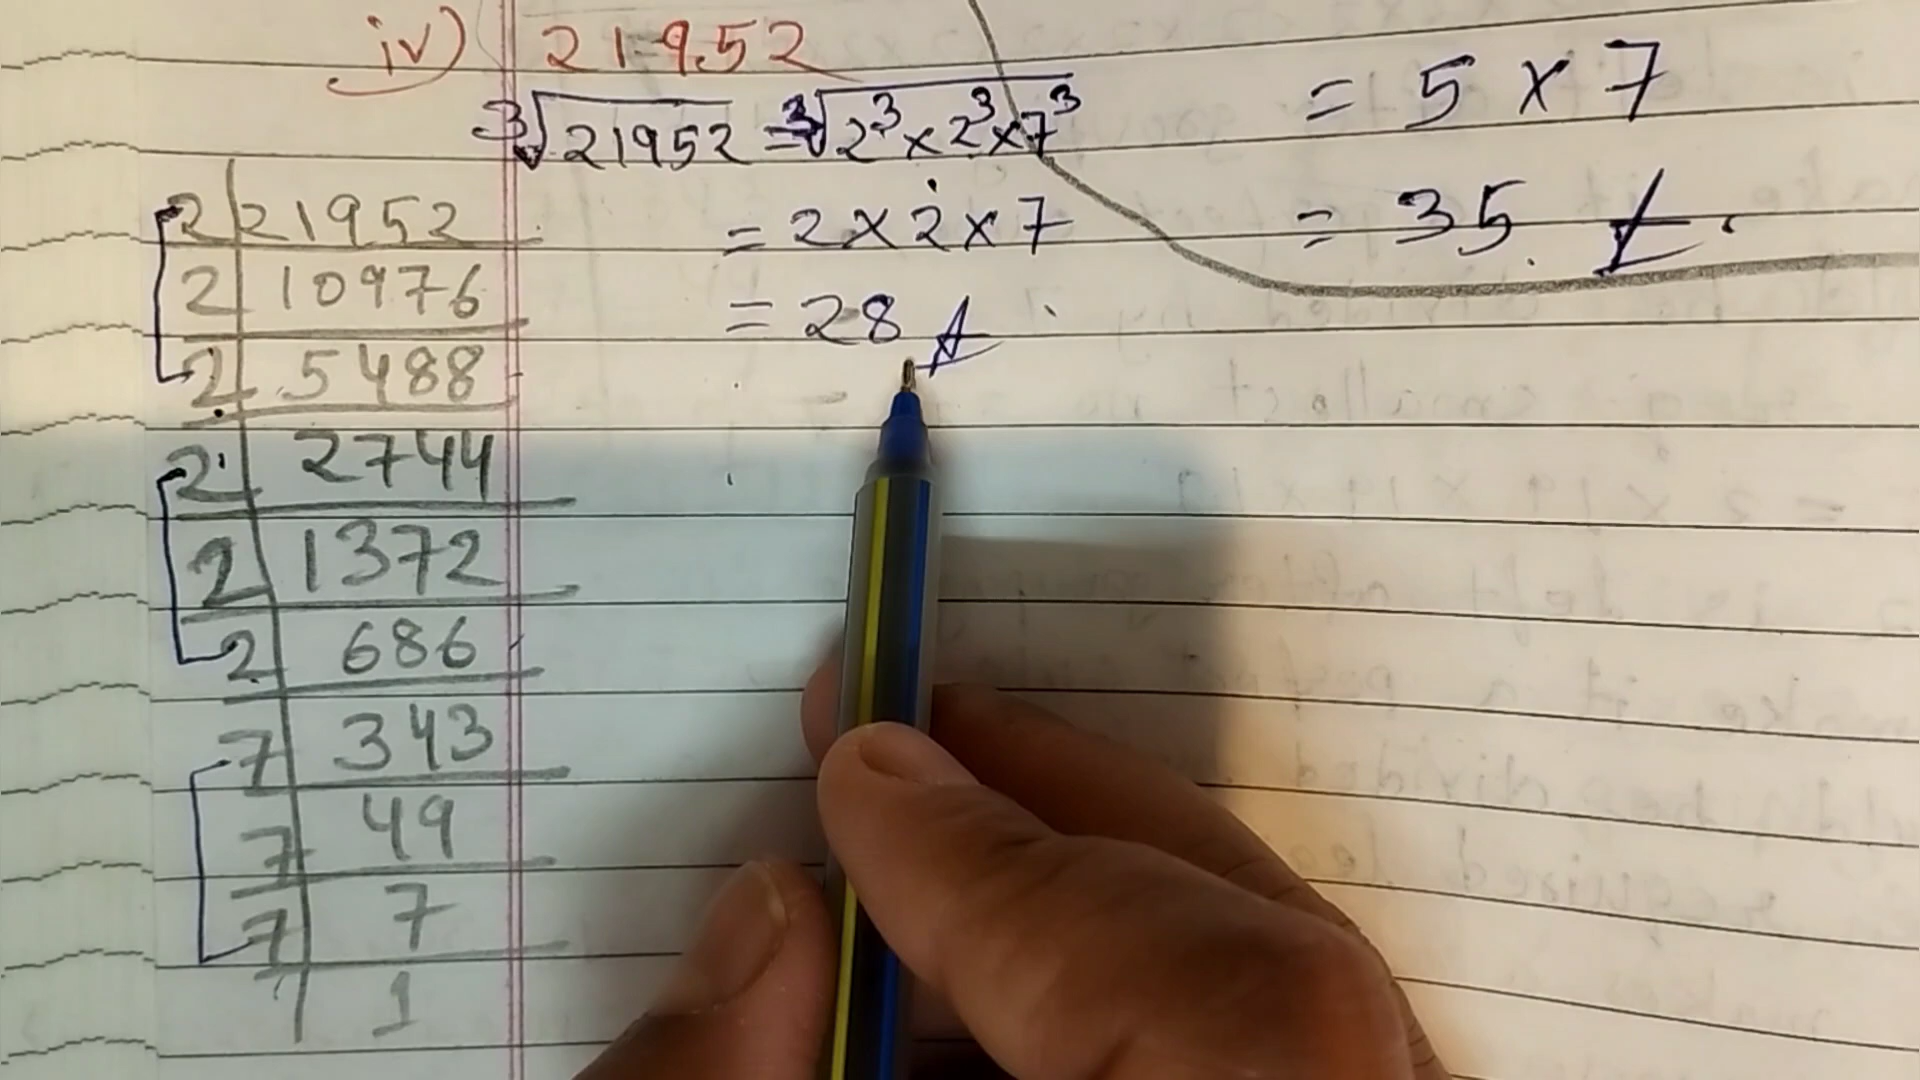 iv) 21952
∛21952 = ∛2³×2³×7³
= 2×2×7
= 28
2 | 21952
2 | 10976
2 | 5488
2 | 2744
2 | 1372
2 | 686
7 | 343
7 | 49
7 | 7
1
= 5 × 7
= 35